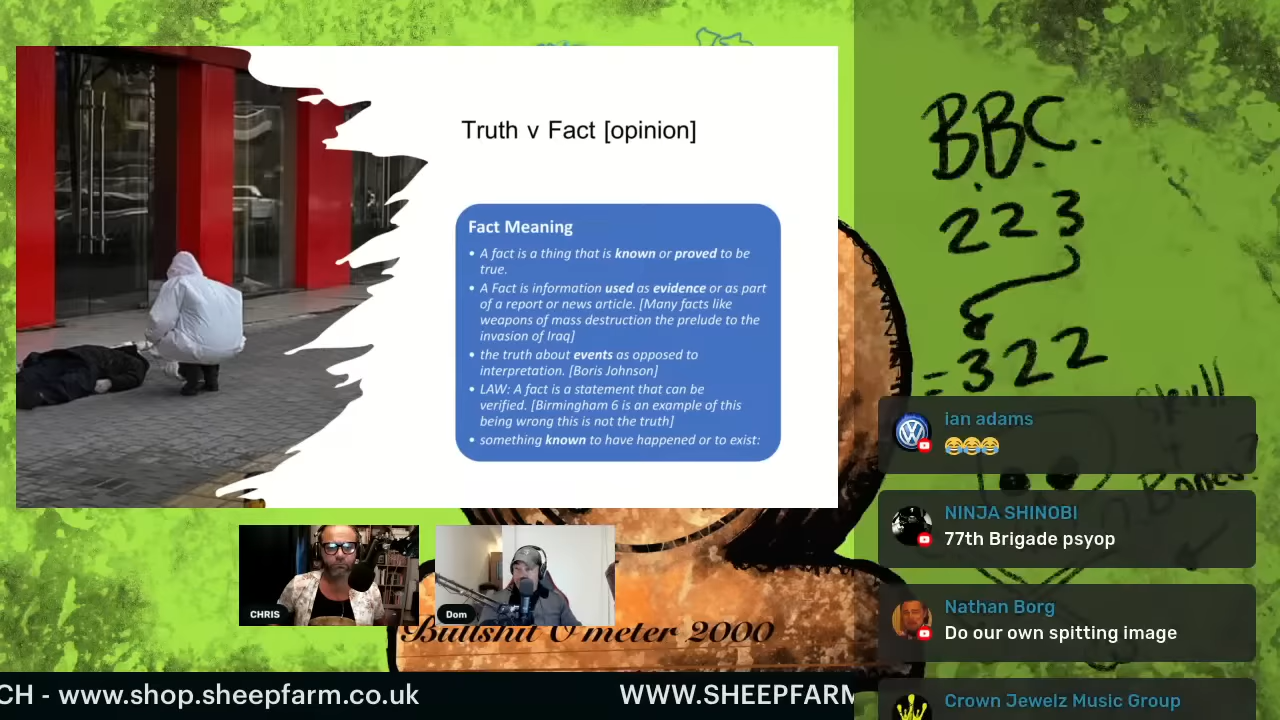 Truth v Fact [opinion]
Fact Meaning
• A fact is a thing that is known or proved to be
true.
• A Fact is information used as evidence or as part
of a report or news article. [Many facts like
weapons of mass destruction the prelude to the
invasion of Iraq]
• the truth about events as opposed to
interpretation. [Boris Johnson]
• LAW: A fact is a statement that can be
verified. [Birmingham 6 is an example of this
being wrong this is not the truth]
• something known to have happened or to exist:
BBC.
223
=322
Skull
+
Bones?
ian adams
😂😂😂
NINJA SHINOBI
77th Brigade psyop
Nathan Borg
Do our own spitting image
Crown Jewelz Music Group
CHRIS
Dom
Bullshit O meter 2000
CH - www.shop.sheepfarm.co.uk
WWW.SHEEPFARM